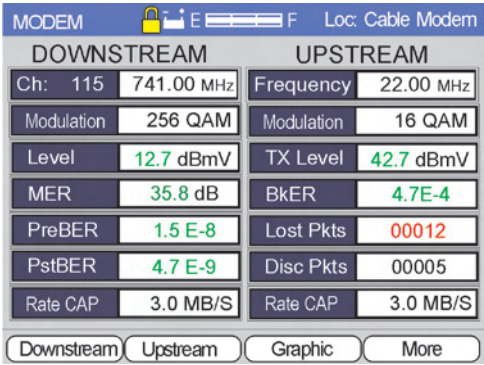 MODEM E F Loc: Cable Modem
DOWNSTREAM UPSTREAM
Ch: 115 741.00 MHz Frequency 22.00 MHz
Modulation 256 QAM Modulation 16 QAM
Level 12.7 dBmV TX Level 42.7 dBmV
MER 35.8 dB BkER 4.7E-4
PreBER 1.5 E-8 Lost Pkts 00012
PstBER 4.7 E-9 Disc Pkts 00005
Rate CAP 3.0 MB/S Rate CAP 3.0 MB/S
Downstream Upstream Graphic More